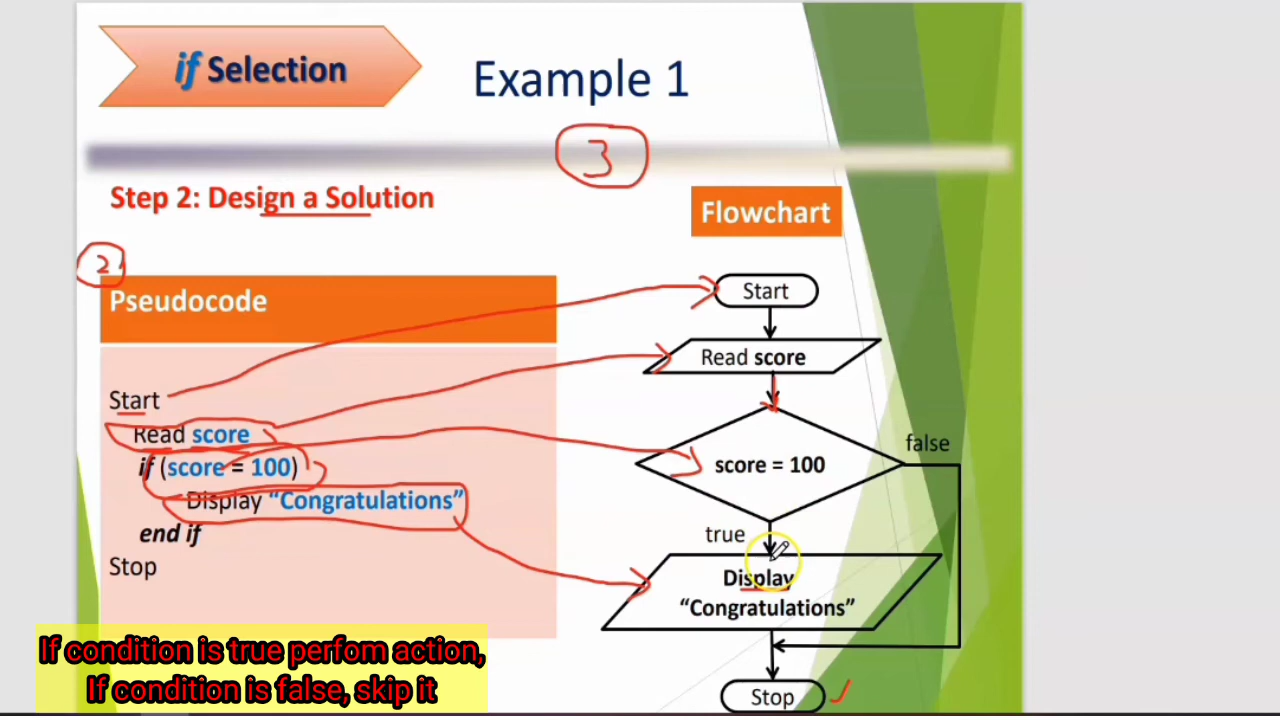 if Selection
Example 1
3
Step 2: Design a Solution
Flowchart
2
Pseudocode
Start
Read score
if (score = 100)
Display “Congratulations”
end if
Stop
Start
Read score
score = 100
false
true
Display
“Congratulations”
Stop
If condition is true perfom action,
If condition is false, skip it